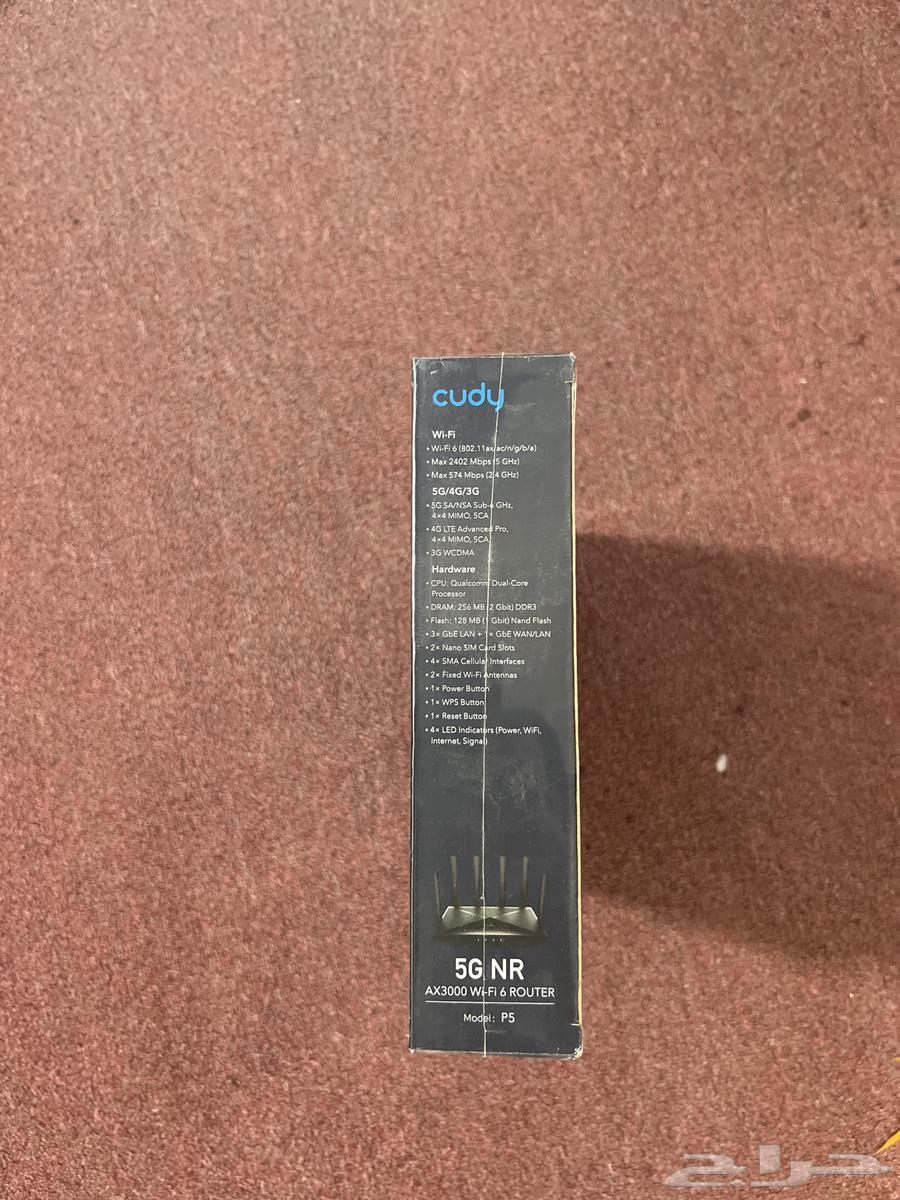 cudy
Wi-Fi
• Wi-Fi 6 (802.11ax/ac/n/g/b/a)
• Max 2402 Mbps (5 GHz)
• Max 574 Mbps (2.4 GHz)
5G/4G/3G
• 5G SA/NSA Sub-6 GHz,
4×4 MIMO, 5CA
• 4G LTE Advanced Pro,
4×4 MIMO, 5CA
• 3G WCDMA
Hardware
• CPU: Qualcomm Dual-Core
Processor
• DRAM: 256 MB (2 Gbit) DDR3
• Flash: 128 MB (1 Gbit) Nand Flash
• 3× GbE LAN + 1× GbE WAN/LAN
• 2× Nano SIM Card Slots
• 4× SMA Cellular Interfaces
• 2× Fixed Wi-Fi Antennas
• 1× Power Button
• 1× WPS Button
• 1× Reset Button
• 4× LED Indicators (Power, WiFi,
Internet, Signal)
5G NR
AX3000 Wi-Fi 6 ROUTER
Model: P5
حراج